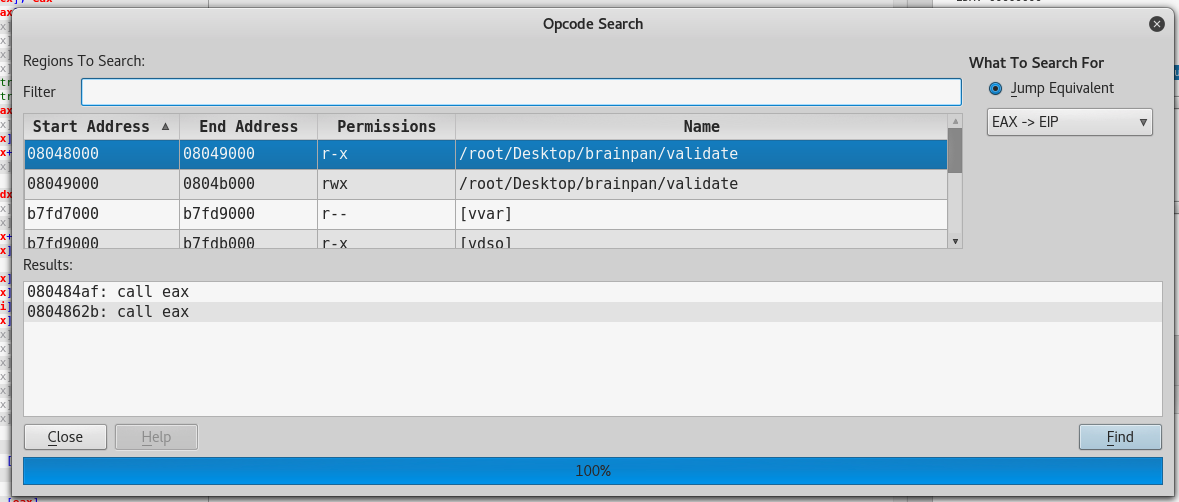 Opcode Search
Regions To Search:
What To Search For
Filter
Jump Equivalent
EAX -> EIP
Start Address End Address Permissions Name
08048000 08049000 r-x /root/Desktop/brainpan/validate
08049000 0804b000 rwx /root/Desktop/brainpan/validate
b7fd7000 b7fd9000 r-- [vvar]
b7fd9000 b7fdb000 r-x [vdso]
Results:
080484af: call eax
0804862b: call eax
Close Help Find
100%